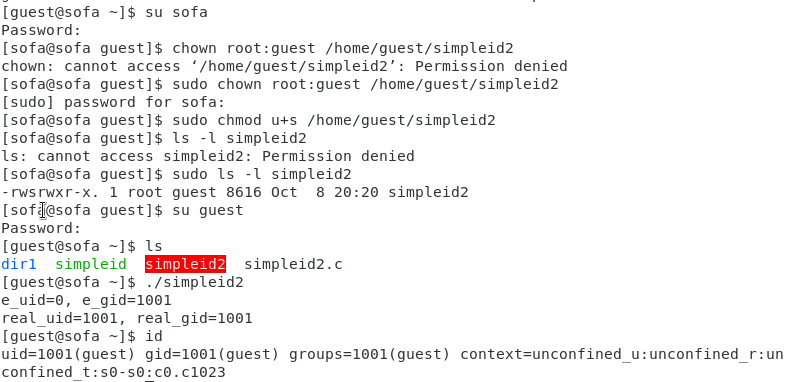 [guest@sofa ~]$ su sofa
Password:
[sofa@sofa guest]$ chown root:guest /home/guest/simpleid2
chown: cannot access ‘/home/guest/simpleid2’: Permission denied
[sofa@sofa guest]$ sudo chown root:guest /home/guest/simpleid2
[sudo] password for sofa:
[sofa@sofa guest]$ sudo chmod u+s /home/guest/simpleid2
[sofa@sofa guest]$ ls -l simpleid2
ls: cannot access simpleid2: Permission denied
[sofa@sofa guest]$ sudo ls -l simpleid2
-rwsrwxr-x. 1 root guest 8616 Oct  8 20:20 simpleid2
[sofa@sofa guest]$ su guest
Password:
[guest@sofa ~]$ ls
dir1  simpleid  simpleid2  simpleid2.c
[guest@sofa ~]$ ./simpleid2
e_uid=0, e_gid=1001
real_uid=1001, real_gid=1001
[guest@sofa ~]$ id
uid=1001(guest) gid=1001(guest) groups=1001(guest) context=unconfined_u:unconfined_r:un
confined_t:s0-s0:c0.c1023